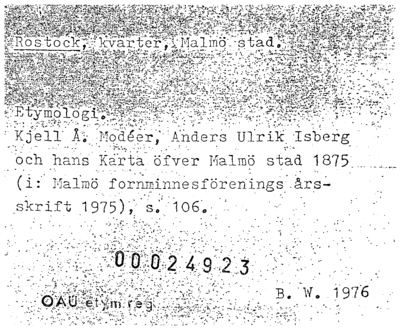 Rostock, kvarter, Malmö stad.
Etymologi.
Kjell Å. Modéer, Anders Ulrik Isberg
och hans Karta öfver Malmö stad 1875
(i: Malmö fornminnesförenings års-
skrift 1975), s. 106.
00024923
OAU etym reg
B. W. 1976